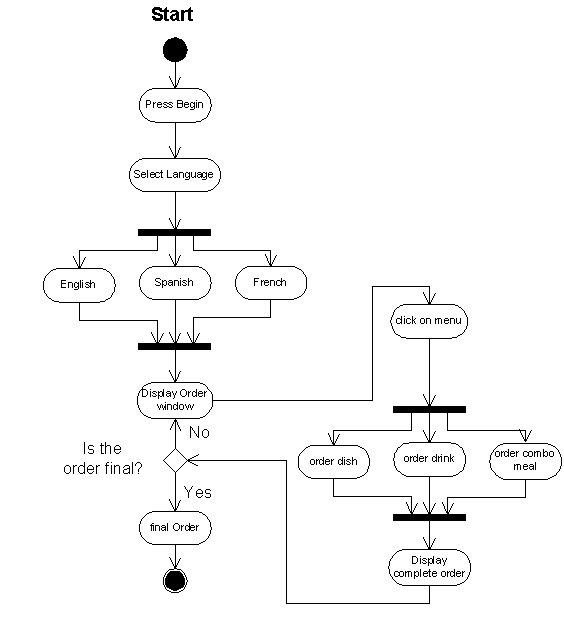 Start
Press Begin
Select Language
English
Spanish
French
click on menu
Display Order
window
No
Is the
order final?
order dish
order drink
order combo
meal
Yes
final Order
Display
complete order